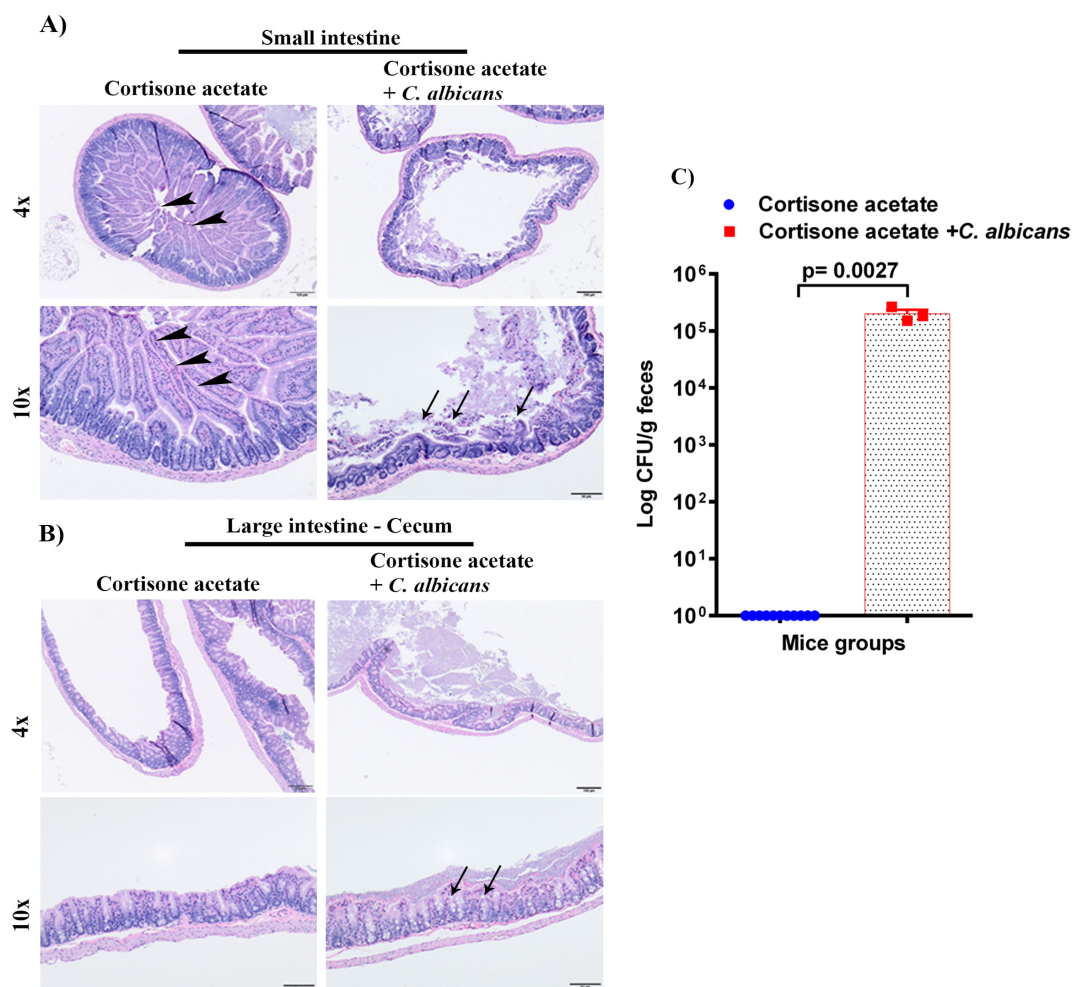 A)
Small intestine
Cortisone acetate
Cortisone acetate
+ C. albicans
4x
10x
B)
Large intestine - Cecum
Cortisone acetate
Cortisone acetate
+ C. albicans
4x
10x
C)
Cortisone acetate
Cortisone acetate +C. albicans
p= 0.0027
10⁶
10⁵
10⁴
10³
10²
10¹
10⁰
Log CFU/g feces
Mice groups